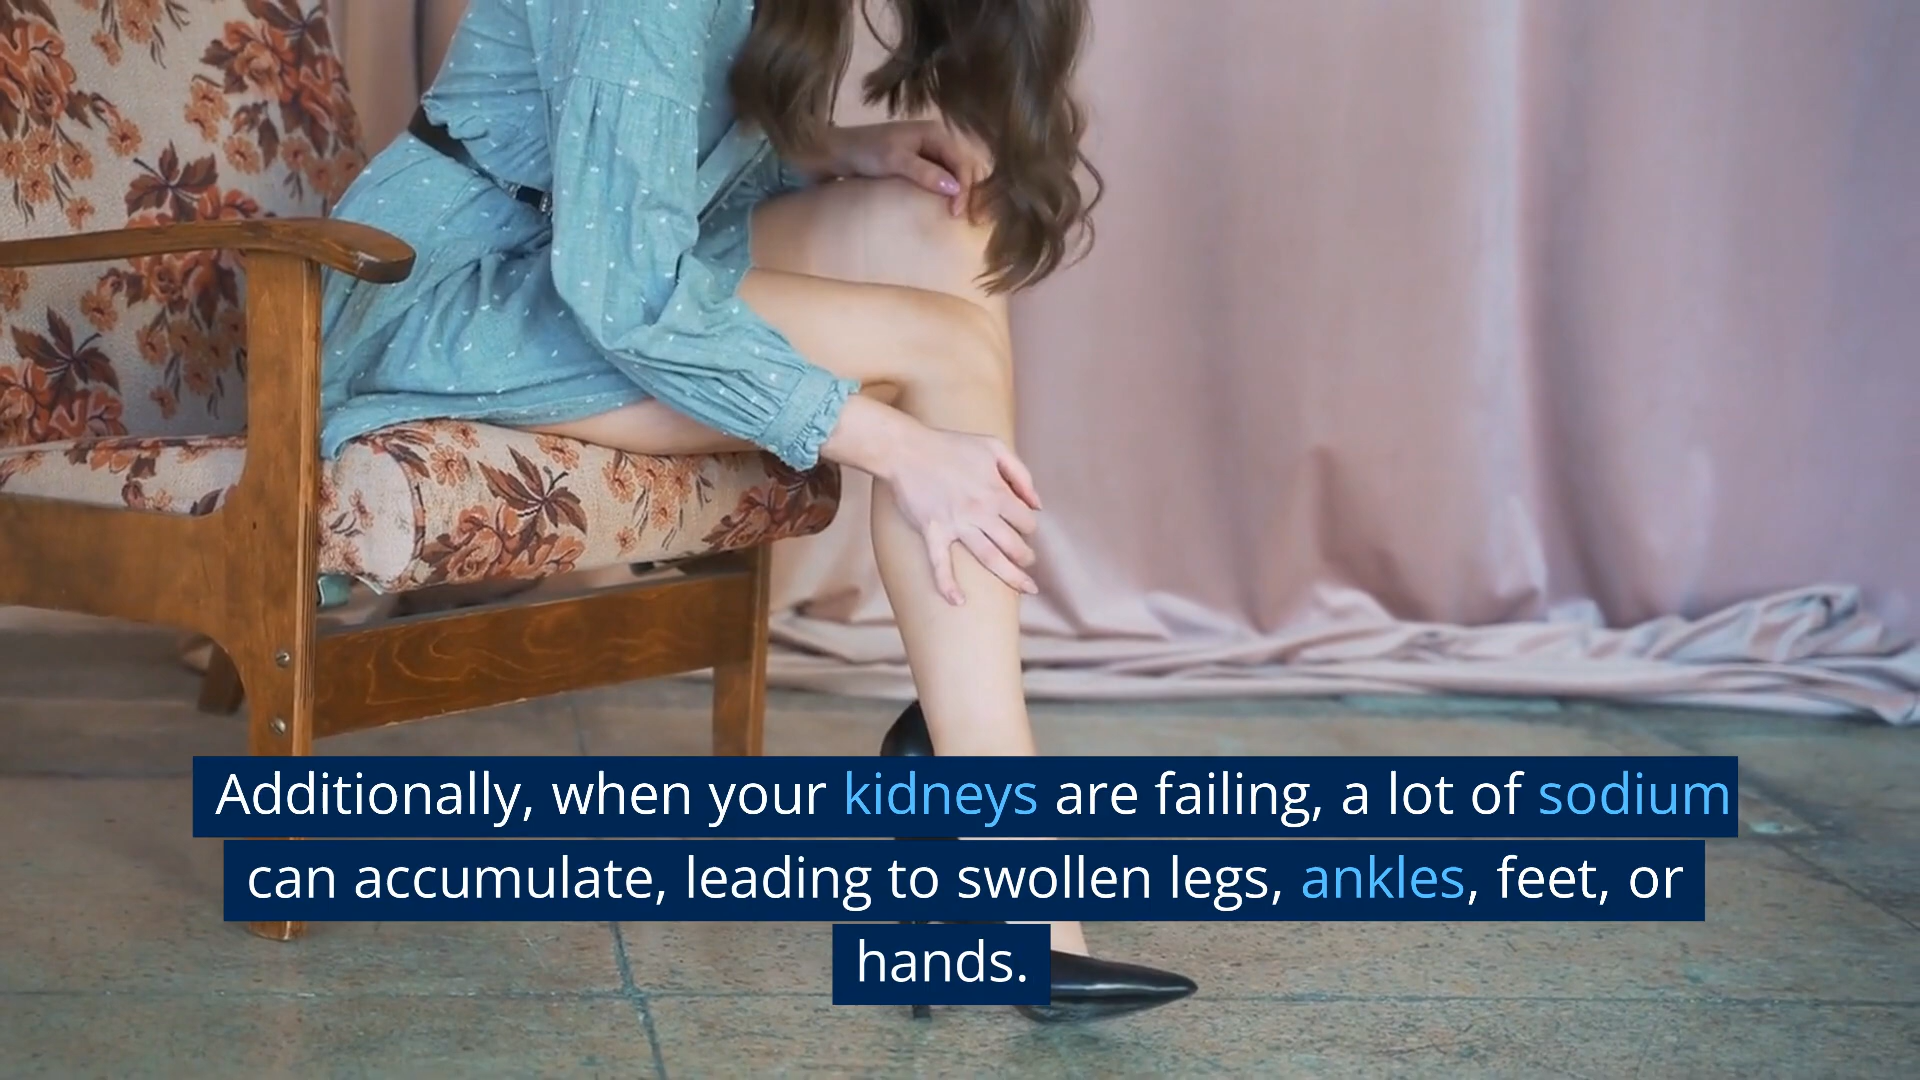 Additionally, when your kidneys are failing, a lot of sodium
can accumulate, leading to swollen legs, ankles, feet, or
hands.